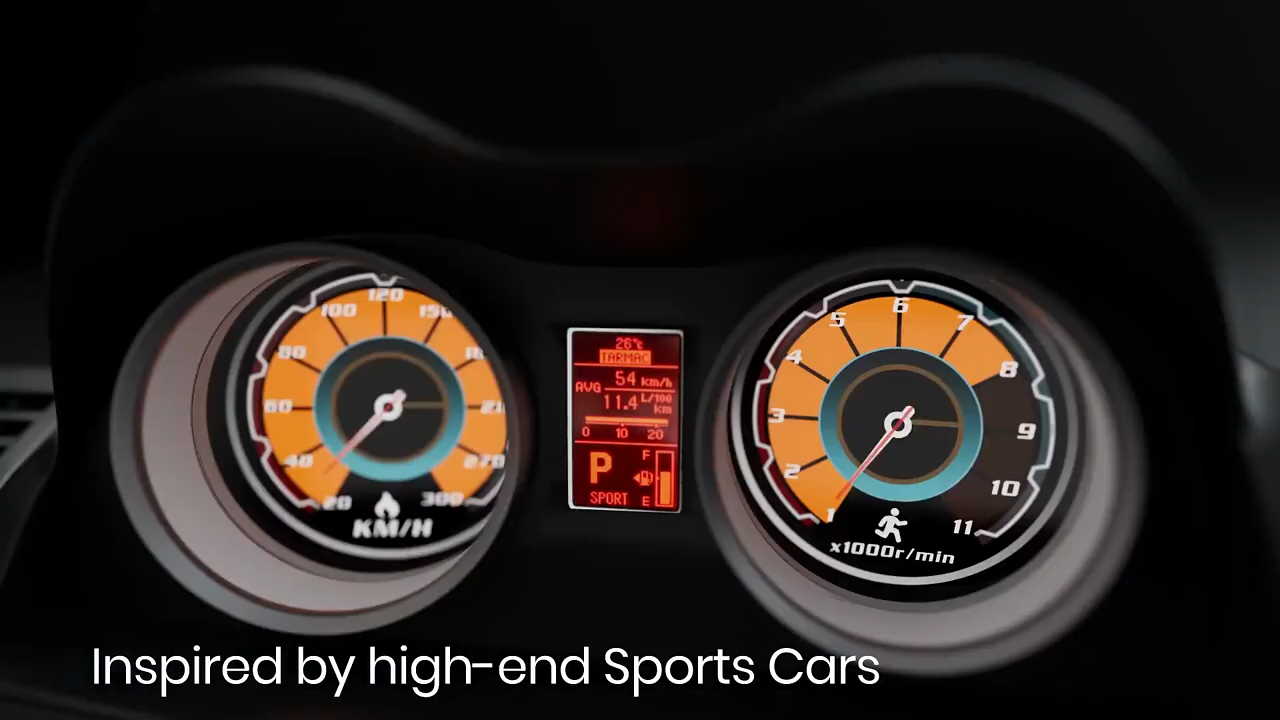 20
40
60
80
100
120
150
270
300
KM/H
26°c
TARMAC
AVG 54 km/h
11.4 L/100 km
0 10 20
P
SPORT
F
E
1
2
3
4
5
6
7
8
9
10
11
x1000r/min
Inspired by high-end Sports Cars